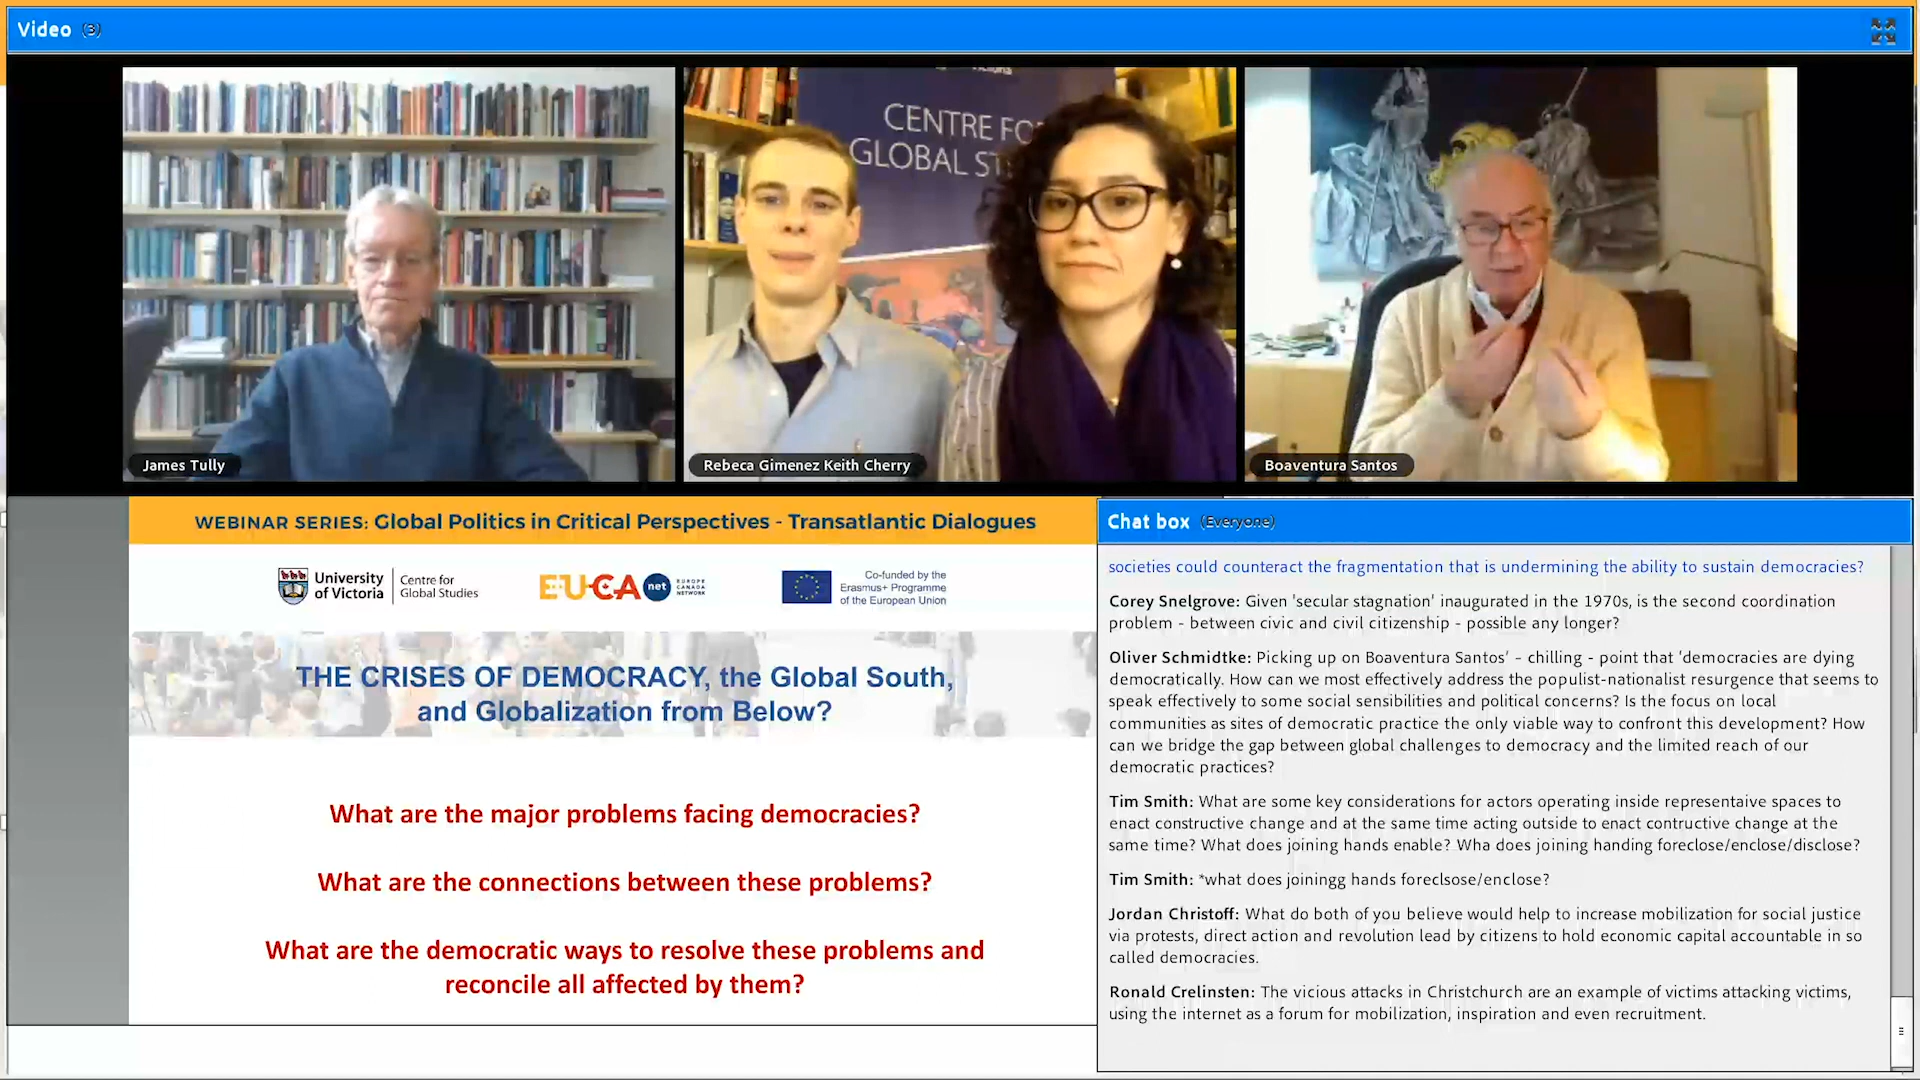 Video (3)
CENTRE FO
GLOBAL ST
James Tully
Rebeca Gimenez Keith Cherry
Boaventura Santos
WEBINAR SERIES: Global Politics in Critical Perspectives - Transatlantic Dialogues
University
of Victoria
Centre for
Global Studies
EU-CA net
EUROPE
CANADA
NETWORK
Co-funded by the
Erasmus+ Programme
of the European Union
THE CRISES OF DEMOCRACY, the Global South,
and Globalization from Below?
What are the major problems facing democracies?
What are the connections between these problems?
What are the democratic ways to resolve these problems and
reconcile all affected by them?
Chat box (Everyone)
societies could counteract the fragmentation that is undermining the ability to sustain democracies?
Corey Snelgrove: Given 'secular stagnation' inaugurated in the 1970s, is the second coordination
problem - between civic and civil citizenship - possible any longer?
Oliver Schmidtke: Picking up on Boaventura Santos' - chilling - point that 'democracies are dying
democratically. How can we most effectively address the populist-nationalist resurgence that seems to
speak effectively to some social sensibilities and political concerns? Is the focus on local
communities as sites of democratic practice the only viable way to confront this development? How
can we bridge the gap between global challenges to democracy and the limited reach of our
democratic practices?
Tim Smith: What are some key considerations for actors operating inside representaive spaces to
enact constructive change and at the same time acting outside to enact contructive change at the
same time? What does joining hands enable? Wha does joining handing foreclose/enclose/disclose?
Tim Smith: *what does joiningg hands foreclsose/enclose?
Jordan Christoff: What do both of you believe would help to increase mobilization for social justice
via protests, direct action and revolution lead by citizens to hold economic capital accountable in so
called democracies.
Ronald Crelinsten: The vicious attacks in Christchurch are an example of victims attacking victims,
using the internet as a forum for mobilization, inspiration and even recruitment.